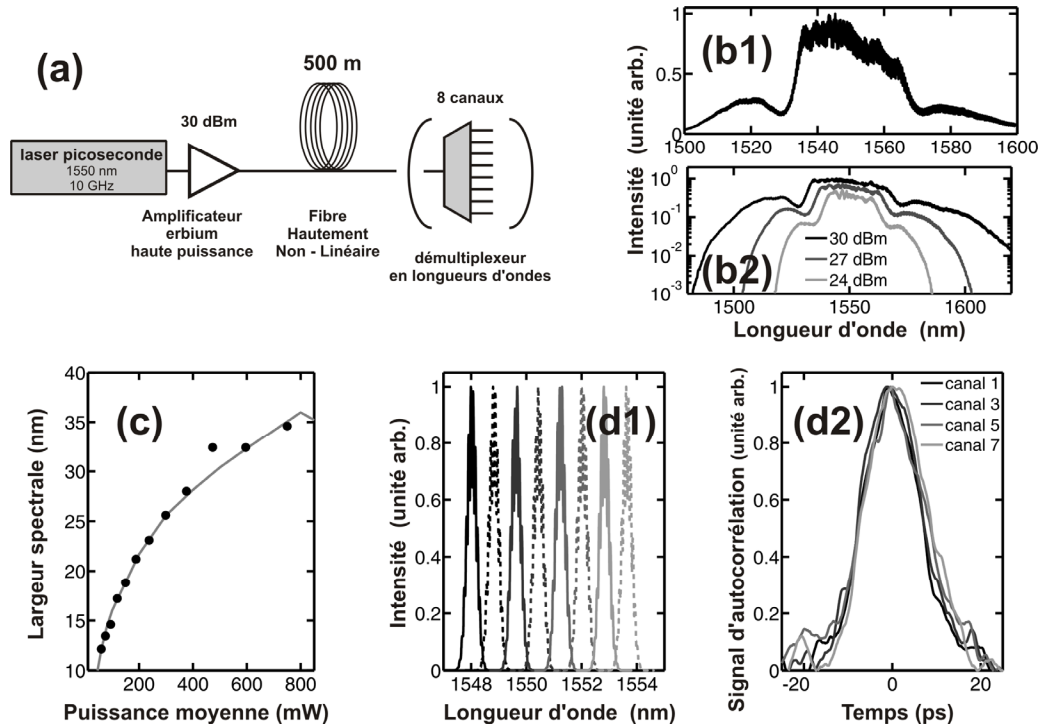 (a)
500 m
8 canaux
30 dBm
laser picoseconde
1550 nm
10 GHz
Amplificateur
erbium
haute puissance
Fibre
Hautement
Non - Linéaire
démultiplexeur
en longueurs d'ondes
(b1)
1
0.5
0
1500 1520 1540 1560 1580 1600
Intensité (unité arb.)
(b2)
10^0
10^-1
10^-2
10^-3
30 dBm
27 dBm
24 dBm
1500 1550 1600
Longueur d'onde (nm)
(c)
Largeur spectrale (nm)
40
35
30
25
20
15
10
200 400 600 800
Puissance moyenne (mW)
(d1)
Intensité (unité arb.)
1
0.8
0.6
0.4
0.2
0
1548 1550 1552 1554
Longueur d'onde (nm)
(d2)
canal 1
canal 3
canal 5
canal 7
Signal d'autocorrélation (unité arb.)
1
0.8
0.6
0.4
0.2
0
-20 0 20
Temps (ps)